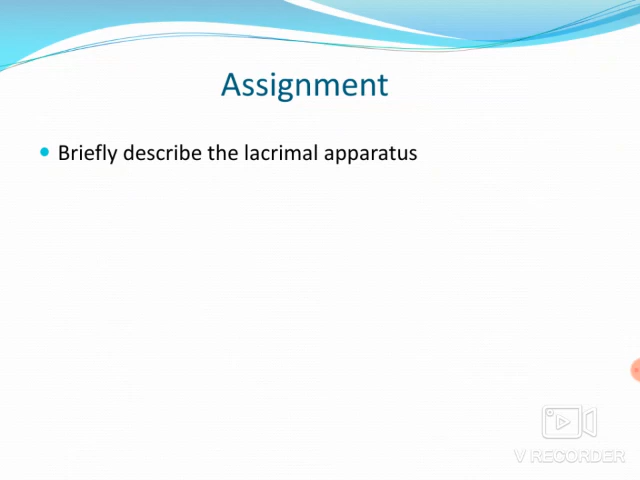 Assignment
• Briefly describe the lacrimal apparatus
V RECORDER